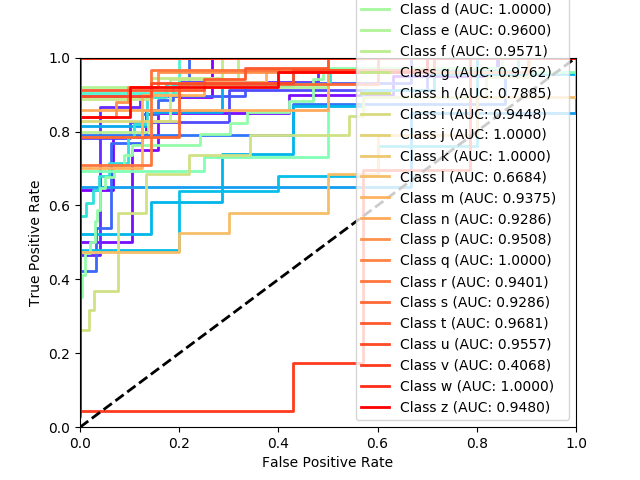 Class d (AUC: 1.0000)
Class e (AUC: 0.9600)
Class f (AUC: 0.9571)
Class g (AUC: 0.9762)
Class h (AUC: 0.7885)
Class i (AUC: 0.9448)
Class j (AUC: 1.0000)
Class k (AUC: 1.0000)
Class l (AUC: 0.6684)
Class m (AUC: 0.9375)
Class n (AUC: 0.9286)
Class p (AUC: 0.9508)
Class q (AUC: 1.0000)
Class r (AUC: 0.9401)
Class s (AUC: 0.9286)
Class t (AUC: 0.9681)
Class u (AUC: 0.9557)
Class v (AUC: 0.4068)
Class w (AUC: 1.0000)
Class z (AUC: 0.9480)
True Positive Rate
1.0
0.8
0.6
0.4
0.2
0.0
0.0 0.2 0.4 0.6 0.8 1.0
False Positive Rate